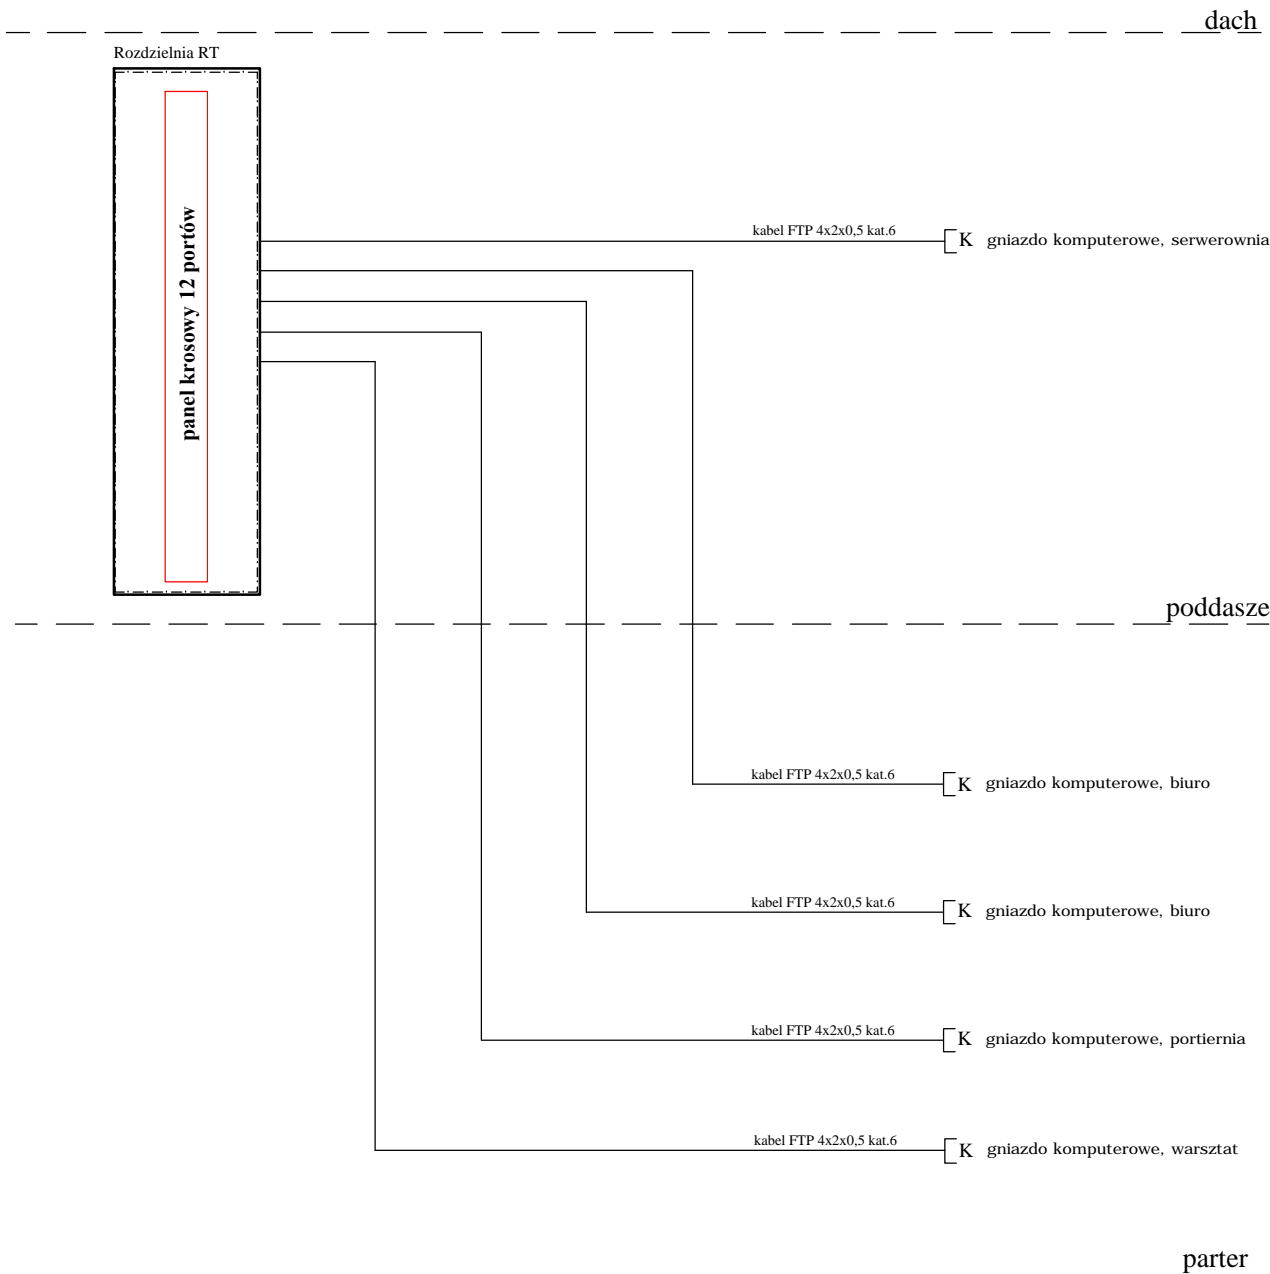 dach
Rozdzielnia RT
panel krosowy 12 portów
kabel FTP 4x2x0,5 kat.6
K gniazdo komputerowe, serwerownia
poddasze
kabel FTP 4x2x0,5 kat.6
K gniazdo komputerowe, biuro
kabel FTP 4x2x0,5 kat.6
K gniazdo komputerowe, biuro
kabel FTP 4x2x0,5 kat.6
K gniazdo komputerowe, portiernia
kabel FTP 4x2x0,5 kat.6
K gniazdo komputerowe, warsztat
parter